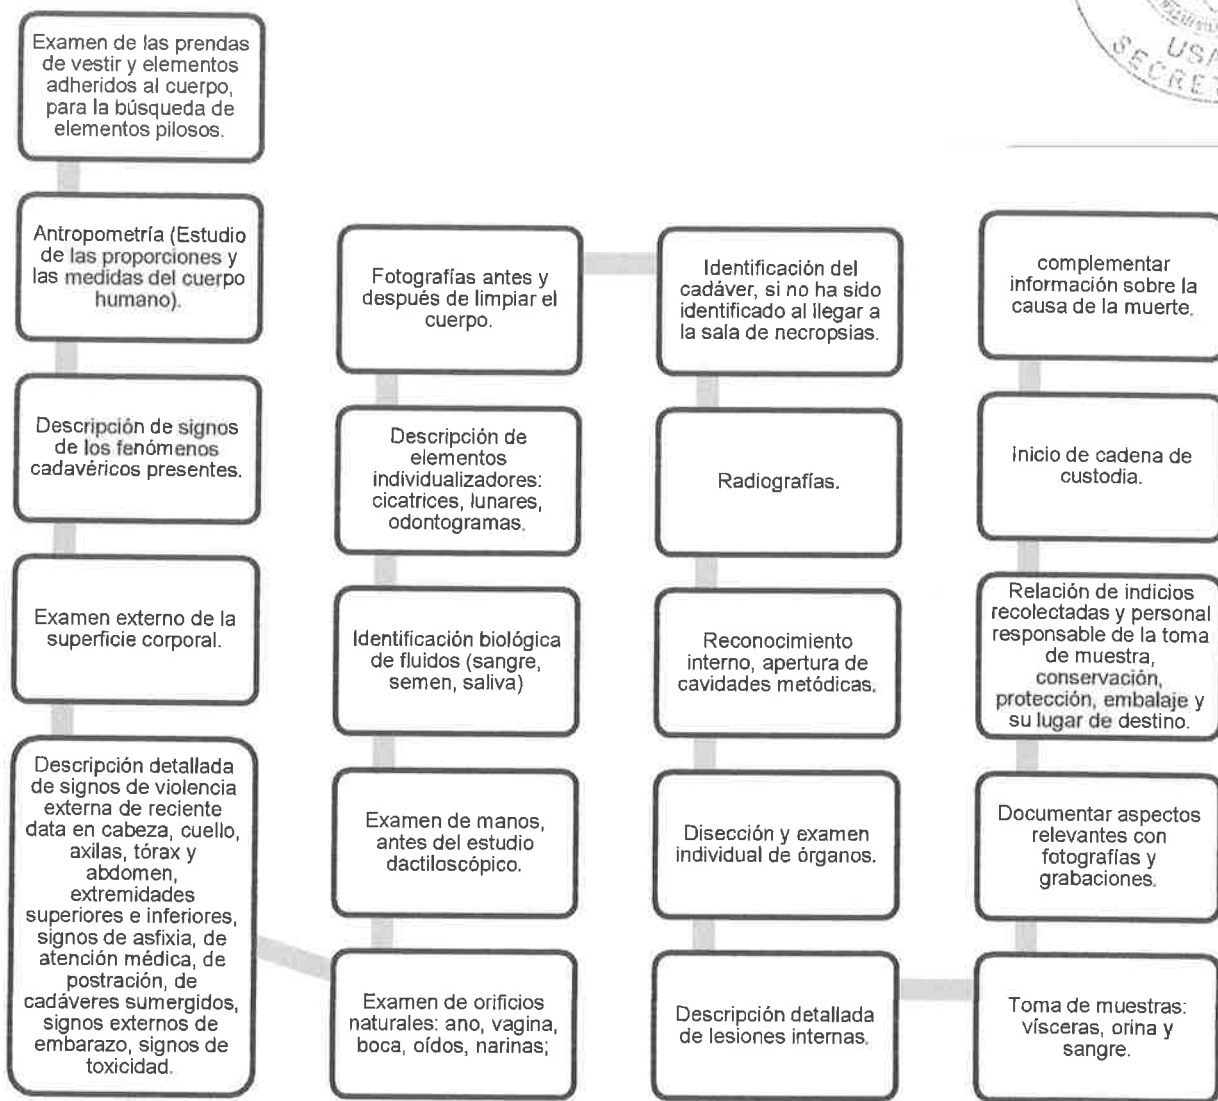 Examen de las prendas
de vestir y elementos
adheridos al cuerpo,
para la búsqueda de
elementos pilosos.
Antropometría (Estudio
de las proporciones y
las medidas del cuerpo
humano).
Descripción de signos
de los fenómenos
cadavéricos presentes.
Examen externo de la
superficie corporal.
Descripción detallada
de signos de violencia
externa de reciente
data en cabeza, cuello,
axilas, tórax y
abdomen,
extremidades
superiores e inferiores,
signos de asfixia, de
atención médica, de
postración, de
cadáveres sumergidos,
signos externos de
embarazo, signos de
toxicidad.
Examen de orificios
naturales: ano, vagina,
boca, oídos, narinas;
Examen de manos,
antes del estudio
dactiloscópico.
Identificación biológica
de fluidos (sangre,
semen, saliva)
Descripción de
elementos
individualizadores:
cicatrices, lunares,
odontogramas.
Fotografías antes y
después de limpiar el
cuerpo.
Identificación del
cadáver, si no ha sido
identificado al llegar a
la sala de necropsias.
Radiografías.
Reconocimiento
interno, apertura de
cavidades metódicas.
Disección y examen
individual de órganos.
Descripción detallada
de lesiones internas.
Toma de muestras:
vísceras, orina y
sangre.
Documentar aspectos
relevantes con
fotografías y
grabaciones.
Relación de indicios
recolectadas y personal
responsable de la toma
de muestra,
conservación,
protección, embalaje y
su lugar de destino.
Inicio de cadena de
custodia.
complementar
información sobre la
causa de la muerte.